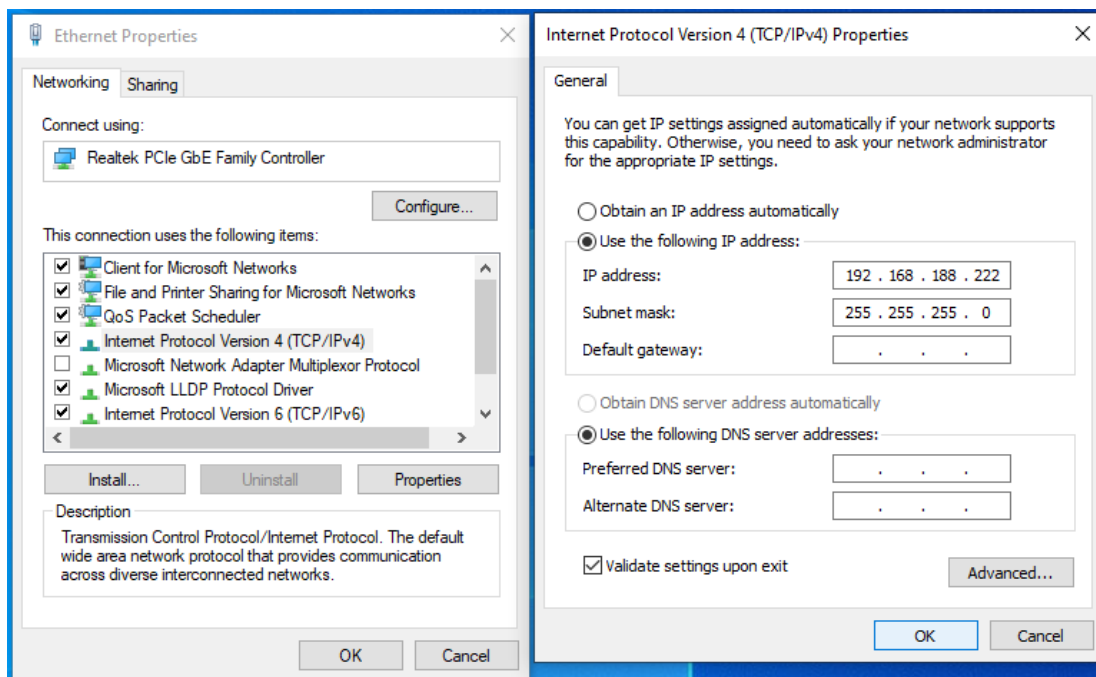 Ethernet Properties
Networking
Sharing
Connect using:
Realtek PCIe GbE Family Controller
Configure...
This connection uses the following items:
Client for Microsoft Networks
File and Printer Sharing for Microsoft Networks
QoS Packet Scheduler
Internet Protocol Version 4 (TCP/IPv4)
Microsoft Network Adapter Multiplexor Protocol
Microsoft LLDP Protocol Driver
Internet Protocol Version 6 (TCP/IPv6)
Install...
Uninstall
Properties
Description
Transmission Control Protocol/Internet Protocol. The default
wide area network protocol that provides communication
across diverse interconnected networks.
OK
Cancel
Internet Protocol Version 4 (TCP/IPv4) Properties
General
You can get IP settings assigned automatically if your network supports
this capability. Otherwise, you need to ask your network administrator
for the appropriate IP settings.
Obtain an IP address automatically
Use the following IP address:
IP address: 192 . 168 . 188 . 222
Subnet mask: 255 . 255 . 255 . 0
Default gateway: . . .
Obtain DNS server address automatically
Use the following DNS server addresses:
Preferred DNS server: . . .
Alternate DNS server: . . .
Validate settings upon exit
Advanced...
OK
Cancel